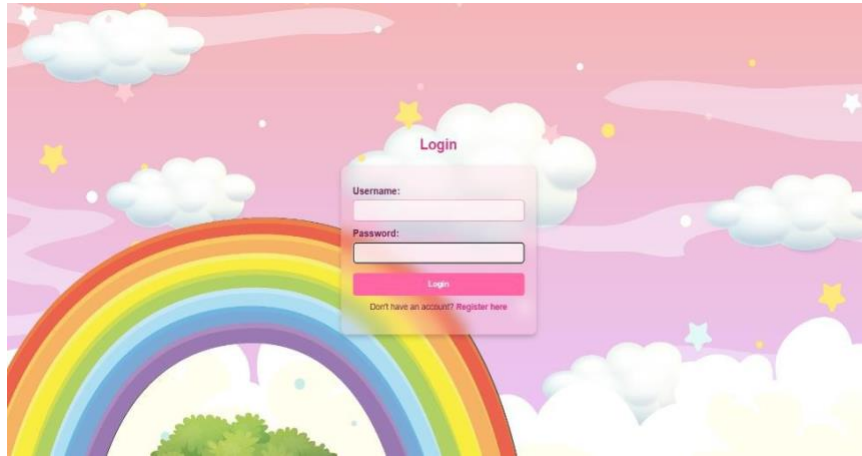 Login
Username:
Password:
Login
Don't have an account? Register here